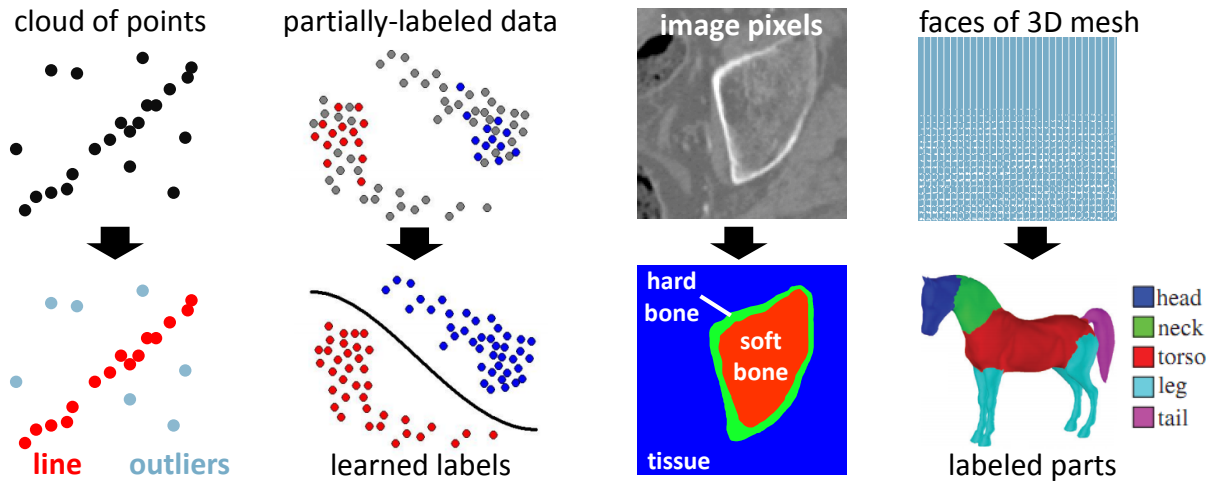 cloud of points
partially-labeled data
image pixels
faces of 3D mesh
line
outliers
learned labels
hard
bone
soft
bone
tissue
head
neck
torso
leg
tail
labeled parts